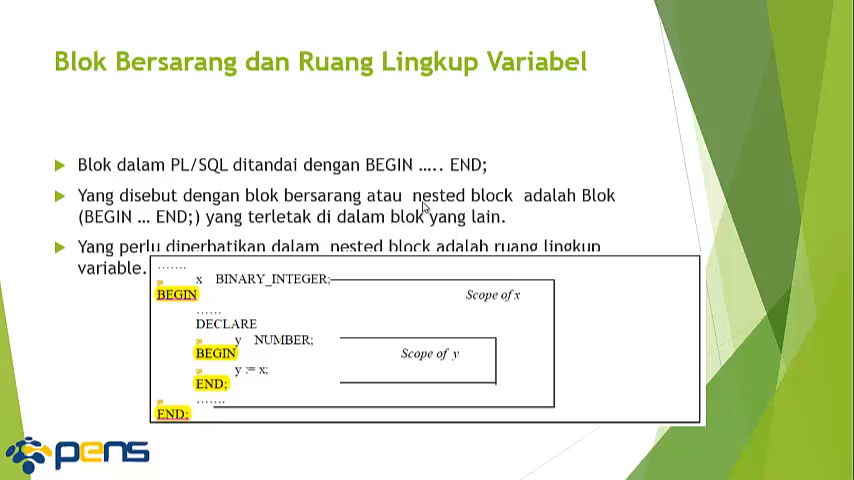 Blok Bersarang dan Ruang Lingkup Variabel
Blok dalam PL/SQL ditandai dengan BEGIN ….. END;
Yang disebut dengan blok bersarang atau nested block adalah Blok
(BEGIN … END;) yang terletak di dalam blok yang lain.
Yang perlu diperhatikan dalam nested block adalah ruang lingkup
variable.
.......
x BINARY_INTEGER;
BEGIN
Scope of x
......
DECLARE
y NUMBER;
BEGIN
Scope of y
y := x;
END;
.......
END;
pens